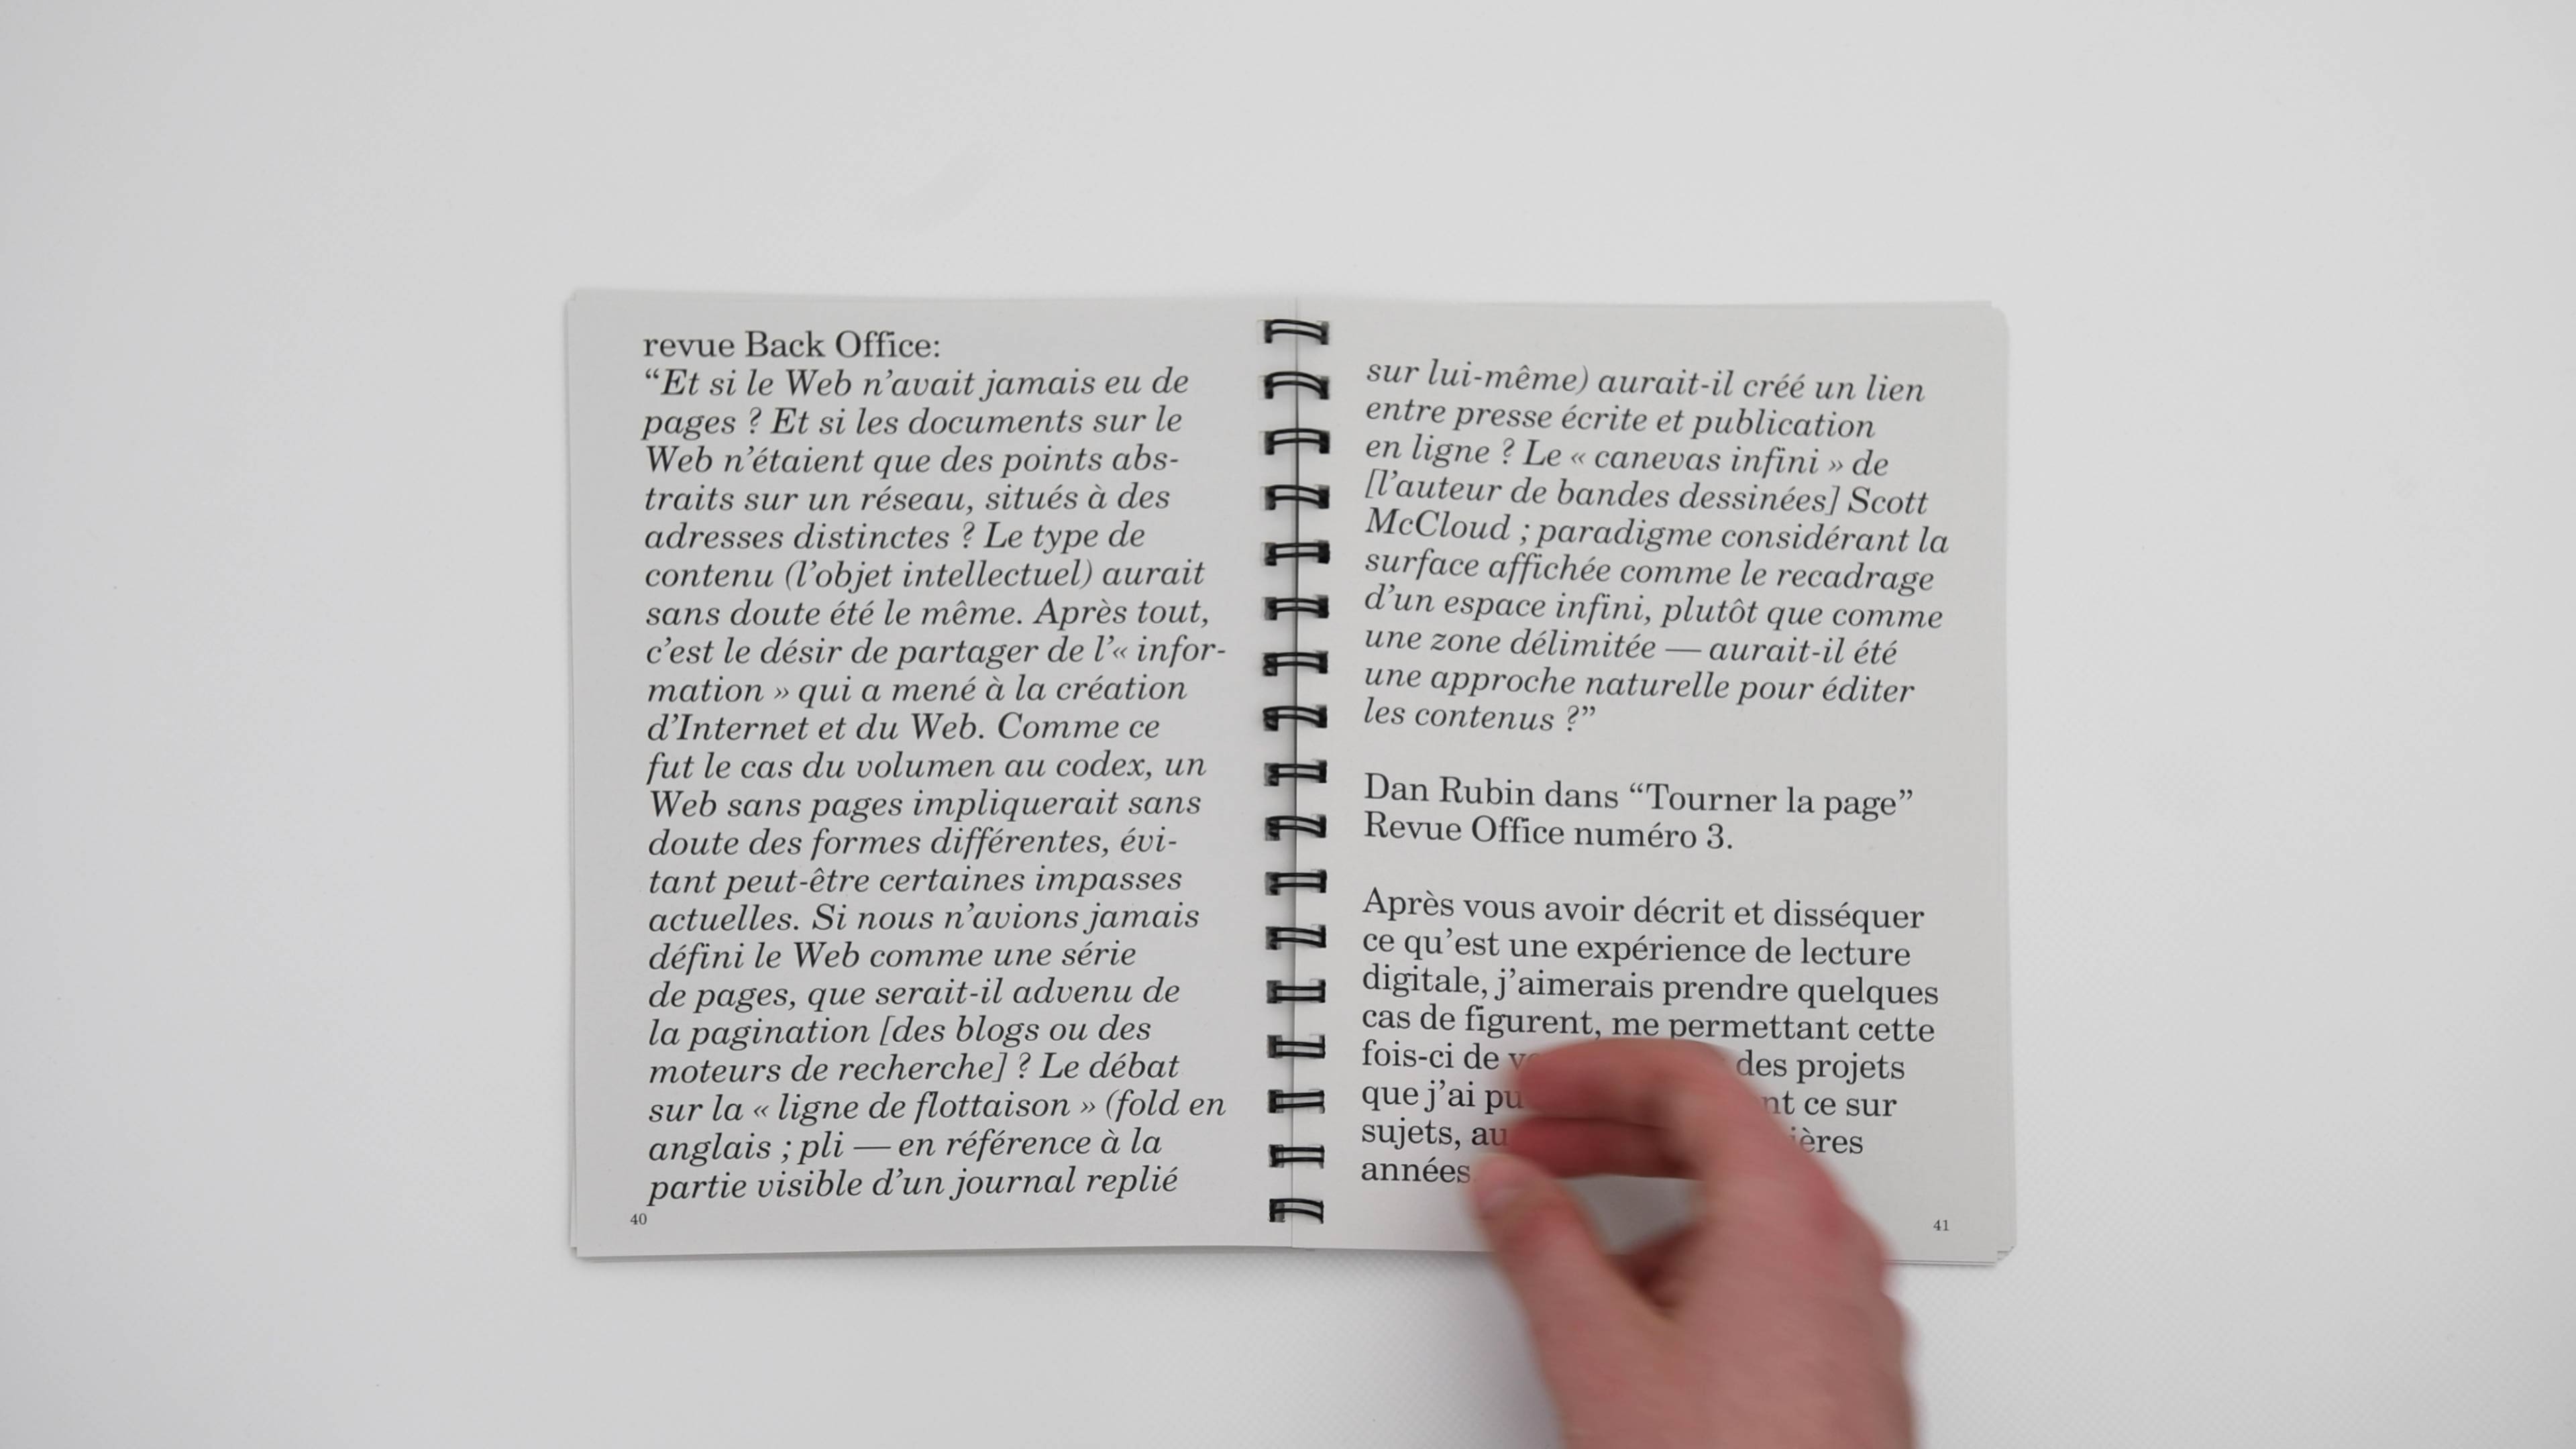 revue Back Office:
“Et si le Web n’avait jamais eu de
pages ? Et si les documents sur le
Web n’étaient que des points abs-
traits sur un réseau, situés à des
adresses distinctes ? Le type de
contenu (l’objet intellectuel) aurait
sans doute été le même. Après tout,
c’est le désir de partager de l’« infor-
mation » qui a mené à la création
d’Internet et du Web. Comme ce
fut le cas du volumen au codex, un
Web sans pages impliquerait sans
doute des formes différentes, évi-
tant peut-être certaines impasses
actuelles. Si nous n’avions jamais
défini le Web comme une série
de pages, que serait-il advenu de
la pagination [des blogs ou des
moteurs de recherche] ? Le débat
sur la « ligne de flottaison » (fold en
anglais ; pli — en référence à la
partie visible d’un journal replié
40
sur lui-même) aurait-il créé un lien
entre presse écrite et publication
en ligne ? Le « canevas infini » de
[l’auteur de bandes dessinées] Scott
McCloud ; paradigme considérant la
surface affichée comme le recadrage
d’un espace infini, plutôt que comme
une zone délimitée — aurait-il été
une approche naturelle pour éditer
les contenus ?”
Dan Rubin dans “Tourner la page”
Revue Office numéro 3.
Après vous avoir décrit et disséquer
ce qu’est une expérience de lecture
digitale, j’aimerais prendre quelques
cas de figurent, me permettant cette
fois-ci de des projets
que j’ai pu ce sur
sujets,
années
41